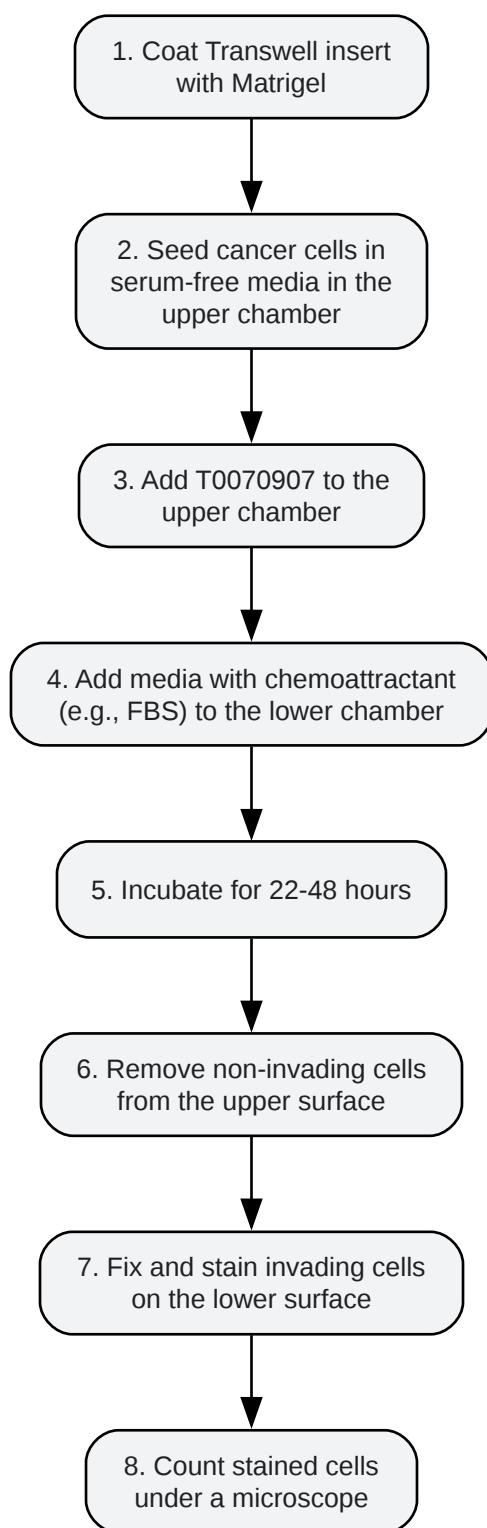 1. Coat Transwell insert
with Matrigel
2. Seed cancer cells in
serum-free media in the
upper chamber
3. Add T0070907 to the
upper chamber
4. Add media with chemoattractant
(e.g., FBS) to the lower chamber
5. Incubate for 22-48 hours
6. Remove non-invading cells
from the upper surface
7. Fix and stain invading cells
on the lower surface
8. Count stained cells
under a microscope